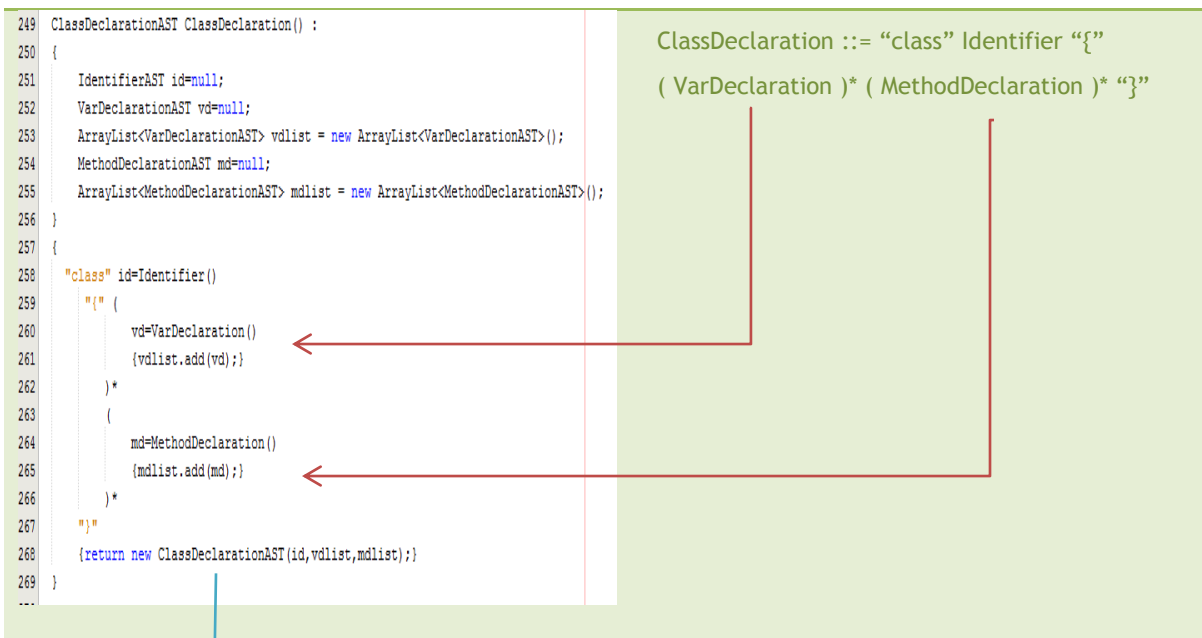 249 ClassDeclarationAST ClassDeclaration() :
250 {
251 IdentifierAST id=null;
252 VarDeclarationAST vd=null;
253 ArrayList<VarDeclarationAST> vdlist = new ArrayList<VarDeclarationAST>();
254 MethodDeclarationAST md=null;
255 ArrayList<MethodDeclarationAST> mdlist = new ArrayList<MethodDeclarationAST>();
256 }
257 {
258 "class" id=Identifier()
259 "{" (
260 vd=VarDeclaration()
261 {vdlist.add(vd);}
262 )*
263 (
264 md=MethodDeclaration()
265 {mdlist.add(md);}
266 )*
267 "}"
268 {return new ClassDeclarationAST(id,vdlist,mdlist);}
269 }
ClassDeclaration ::= “class” Identifier “{”
( VarDeclaration )* ( MethodDeclaration )* “}”